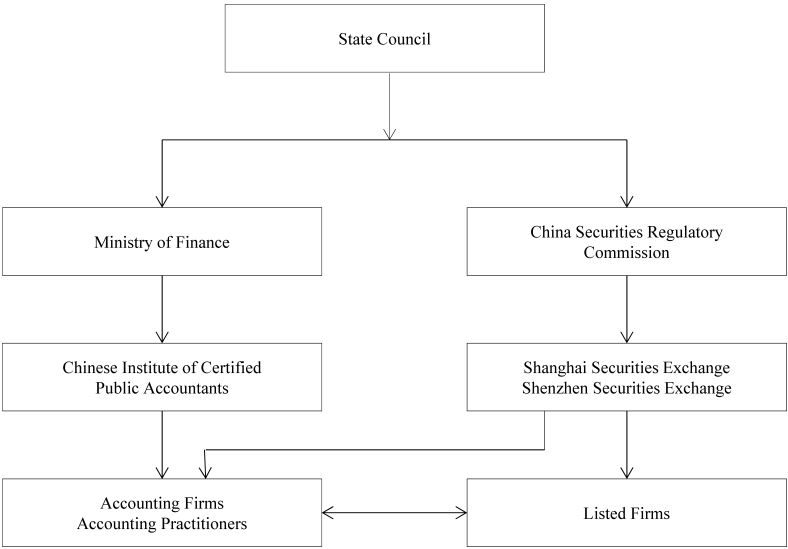 State Council
Ministry of Finance
China Securities Regulatory
Commission
Chinese Institute of Certified
Public Accountants
Shanghai Securities Exchange
Shenzhen Securities Exchange
Accounting Firms
Accounting Practitioners
Listed Firms